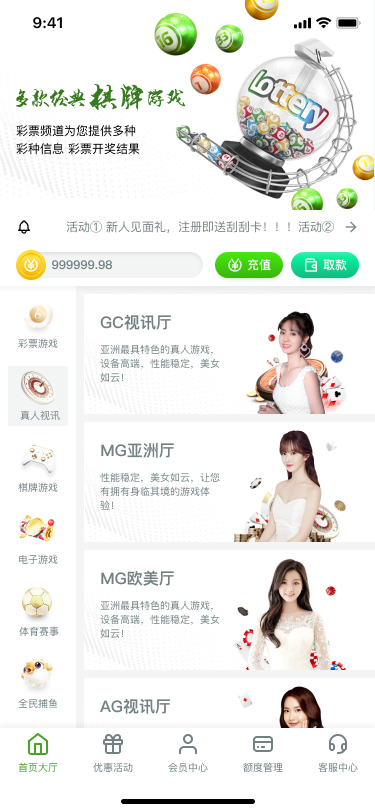 9:41
lottery
多款经典棋牌游戏
彩票频道为您提供多种
彩种信息 彩票开奖结果
活动① 新人见面礼，注册即送刮刮卡！！！活动②
999999.98
充值
取款
彩票游戏
真人视讯
棋牌游戏
电子游戏
体育赛事
全民捕鱼
GC视讯厅
亚洲最具特色的真人游戏，
设备高端，性能稳定，美女
如云！
MG亚洲厅
性能稳定，美女如云，让您
有拥有身临其境的游戏体
验！
MG欧美厅
亚洲最具特色的真人游戏，
设备高端，性能稳定，美女
如云！
AG视讯厅
首页大厅
优惠活动
会员中心
额度管理
客服中心